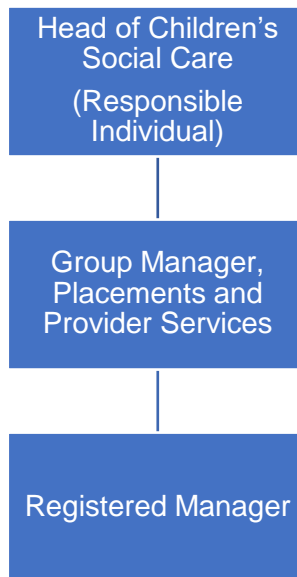 Head of Children’s
Social Care
(Responsible
Individual)
Group Manager,
Placements and
Provider Services
Registered Manager